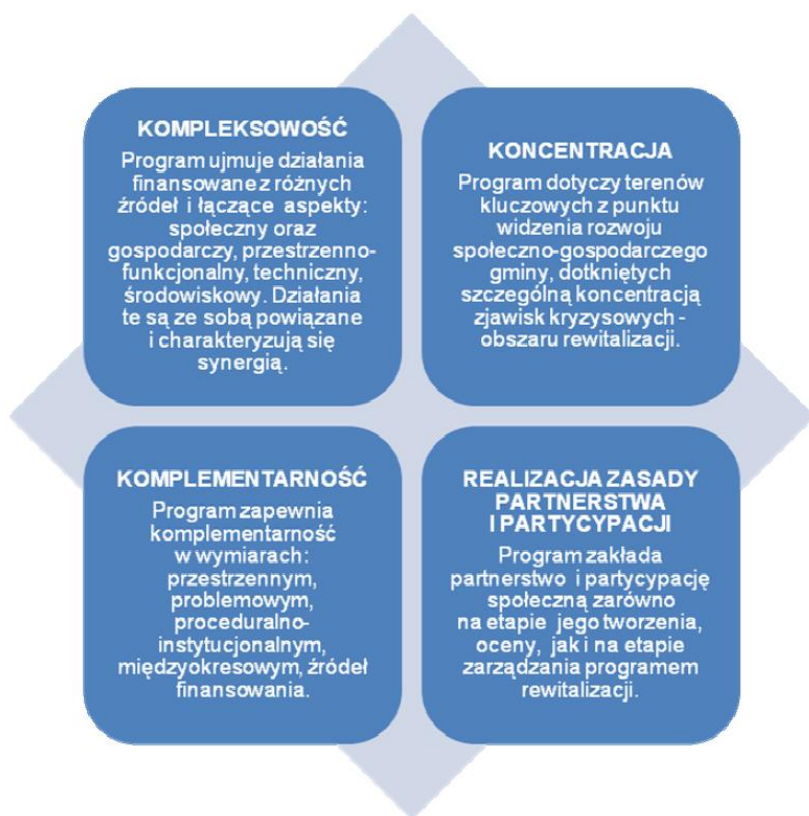 KOMPLEKSOWOŚĆ
Program ujmuje działania
finansowane z różnych
źródeł i łączące aspekty:
społeczny oraz
gospodarczy, przestrzenno-
funkcjonalny, techniczny,
środowiskowy. Działania
te są ze sobą powiązane
i charakteryzują się
synergią.
KONCENTRACJA
Program dotyczy terenów
kluczowych z punktu
widzenia rozwoju
społeczno-gospodarczego
gminy, dotkniętych
szczególną koncentracją
zjawisk kryzysowych -
obszaru rewitalizacji.
KOMPLEMENTARNOŚĆ
Program zapewnia
komplementarność
w wymiarach:
przestrzennym,
problemowym,
proceduralno-
instytucjonalnym,
międzyokresowym, źródeł
finansowania.
REALIZACJA ZASADY
PARTNERSTWA
I PARTYCYPACJI
Program zakłada
partnerstwo i partycypację
społeczną zarówno
na etapie jego tworzenia,
oceny, jak i na etapie
zarządzania programem
rewitalizacji.